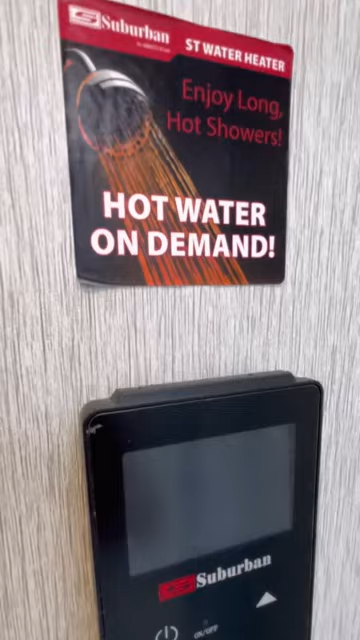 Suburban
ST WATER HEATER
Enjoy Long,
Hot Showers!
HOT WATER
ON DEMAND!
Suburban
ON/OFF